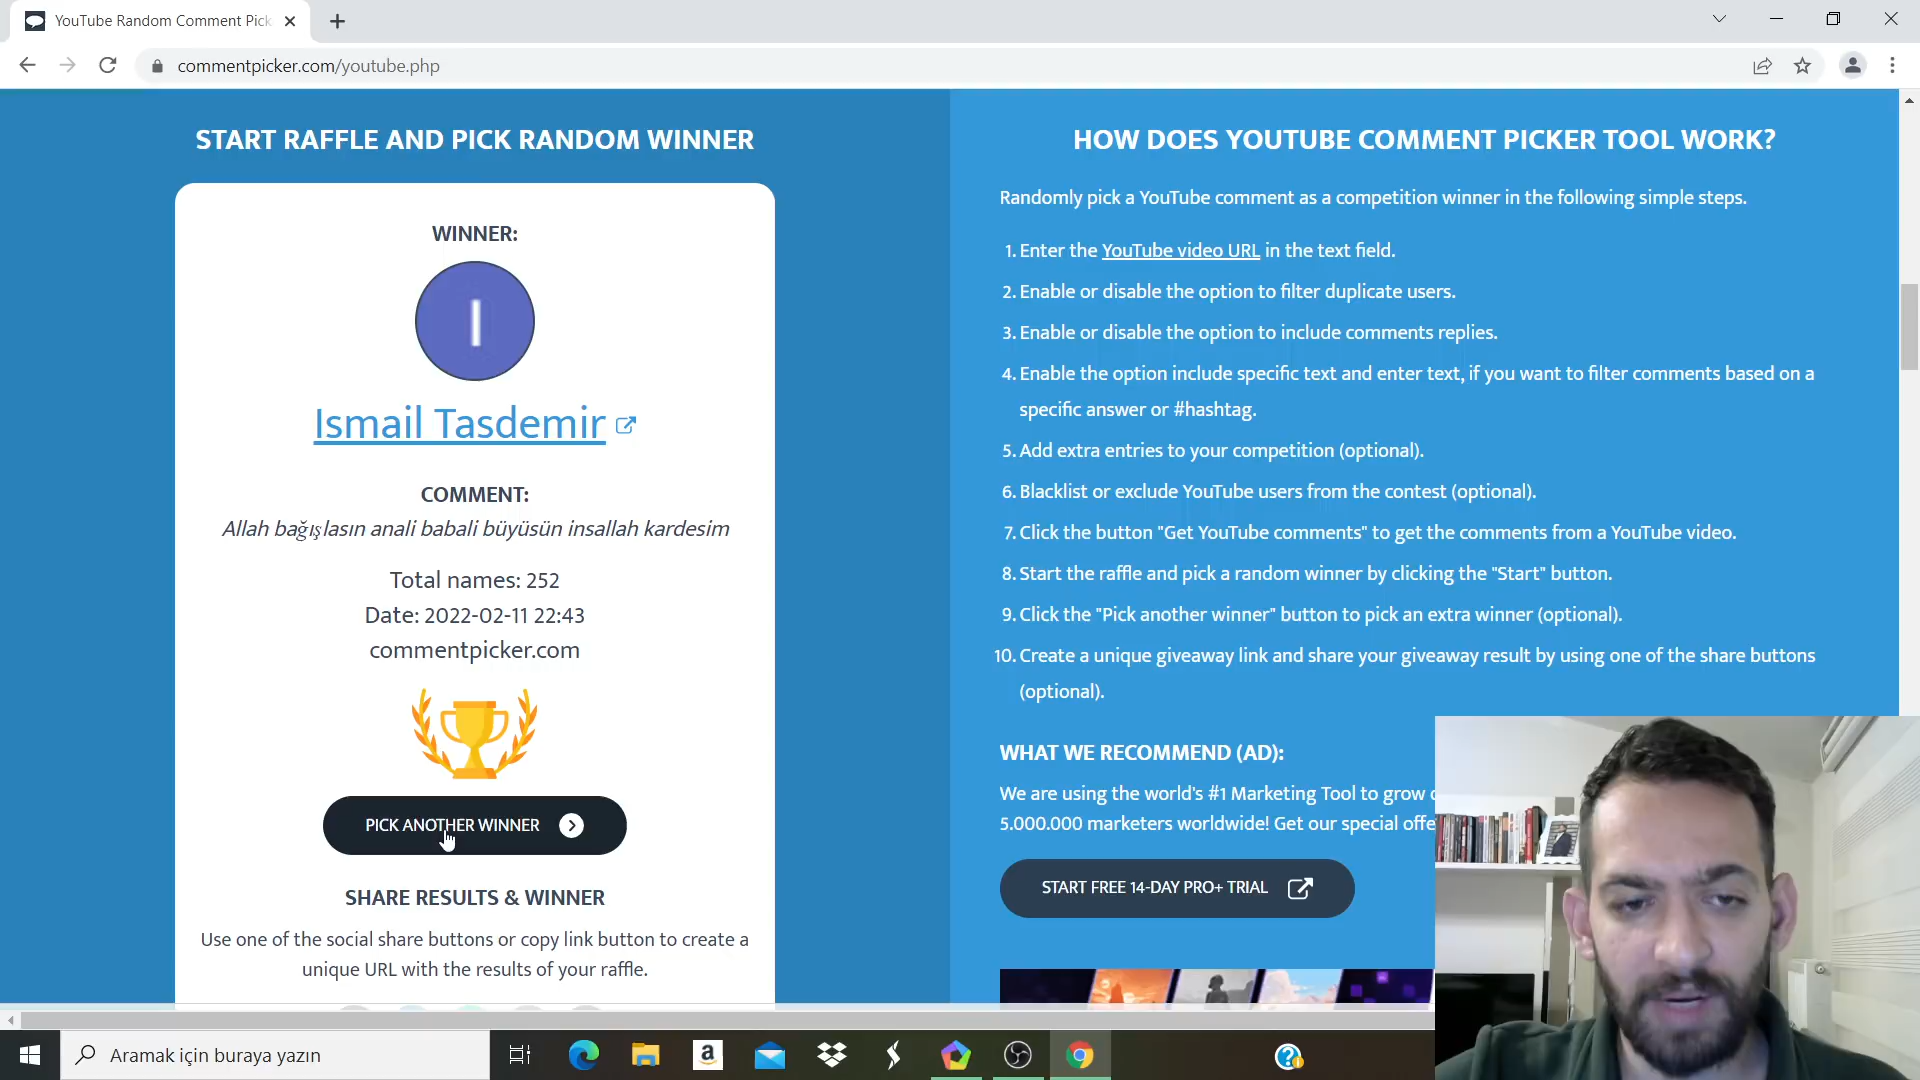 YouTube Random Comment Pick
commentpicker.com/youtube.php
START RAFFLE AND PICK RANDOM WINNER
WINNER:
I
Ismail Tasdemir
COMMENT:
Allah bağışlasın anali babali büyüsün insallah kardesim
Total names: 252
Date: 2022-02-11 22:43
commentpicker.com
PICK ANOTHER WINNER
SHARE RESULTS & WINNER
Use one of the social share buttons or copy link button to create a
unique URL with the results of your raffle.
HOW DOES YOUTUBE COMMENT PICKER TOOL WORK?
Randomly pick a YouTube comment as a competition winner in the following simple steps.
1. Enter the YouTube video URL in the text field.
2. Enable or disable the option to filter duplicate users.
3. Enable or disable the option to include comments replies.
4. Enable the option include specific text and enter text, if you want to filter comments based on a
specific answer or #hashtag.
5. Add extra entries to your competition (optional).
6. Blacklist or exclude YouTube users from the contest (optional).
7. Click the button "Get YouTube comments" to get the comments from a YouTube video.
8. Start the raffle and pick a random winner by clicking the "Start" button.
9. Click the "Pick another winner" button to pick an extra winner (optional).
10. Create a unique giveaway link and share your giveaway result by using one of the share buttons
(optional).
WHAT WE RECOMMEND (AD):
We are using the world's #1 Marketing Tool to grow
5.000.000 marketers worldwide! Get our special offe
START FREE 14-DAY PRO+ TRIAL
Aramak için buraya yazın